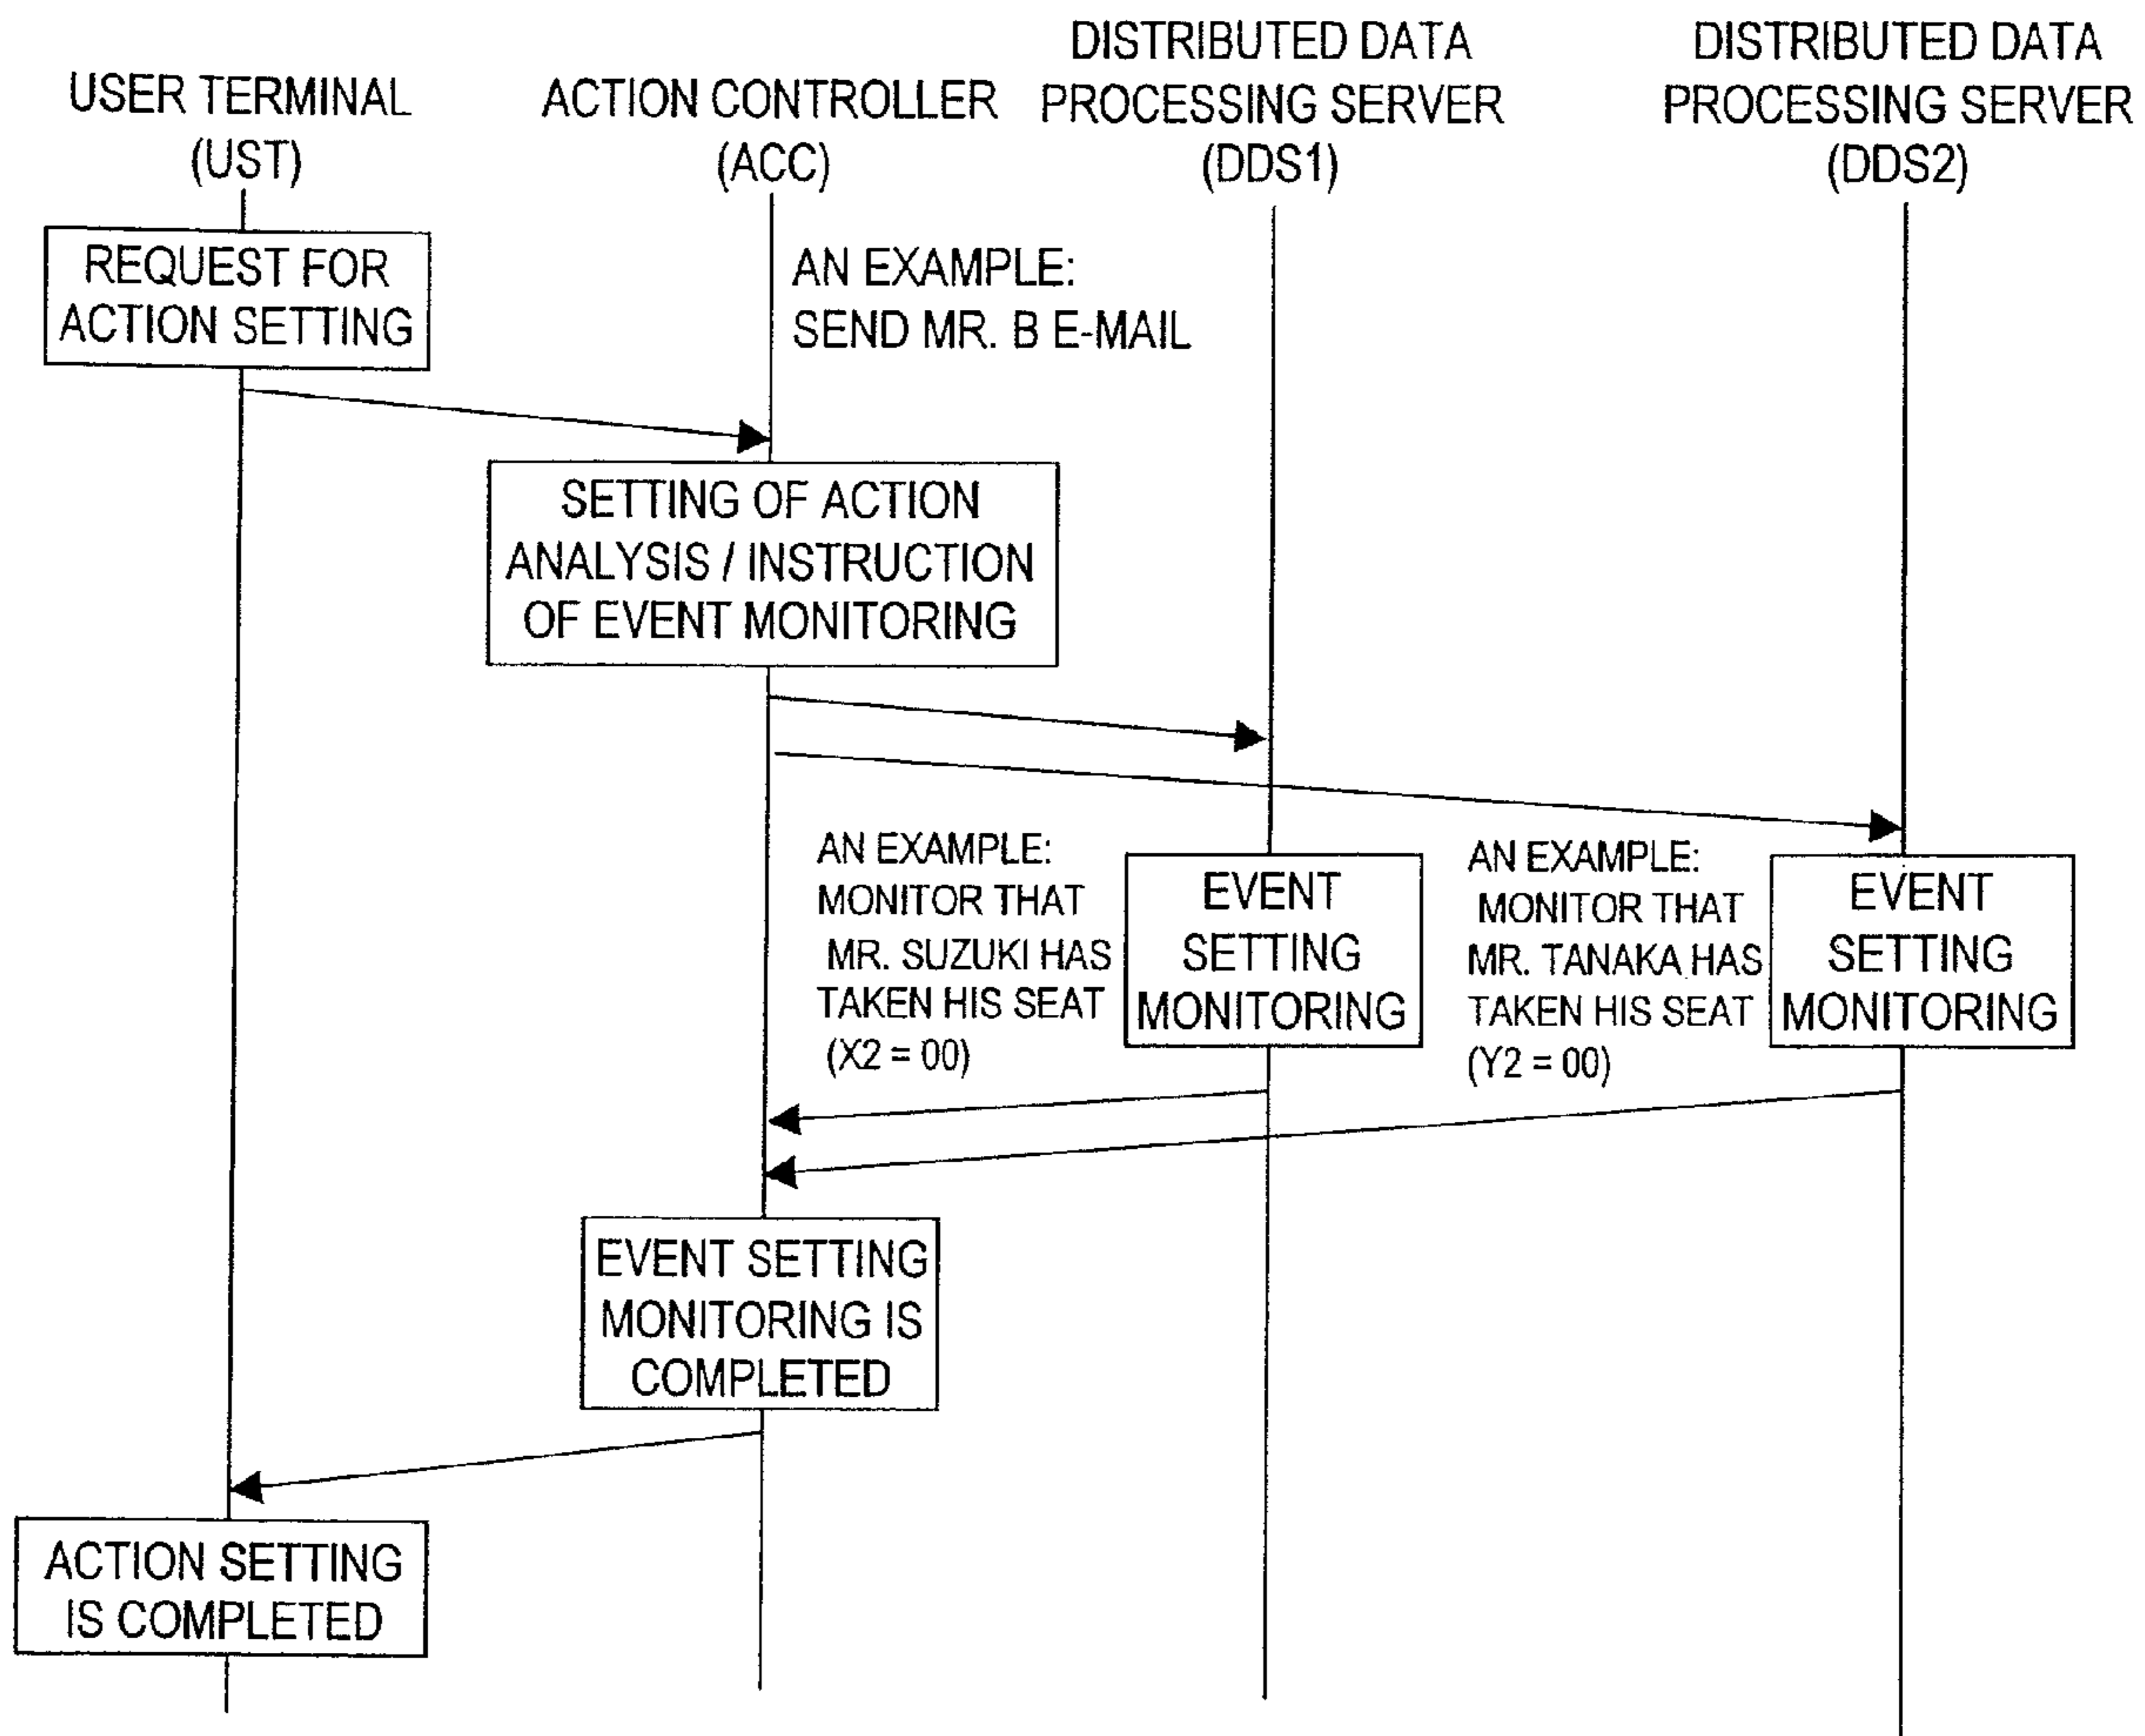 USER TERMINAL
(UST)
ACTION CONTROLLER
(ACC)
DISTRIBUTED DATA
PROCESSING SERVER
(DDS1)
DISTRIBUTED DATA
PROCESSING SERVER
(DDS2)
REQUEST FOR
ACTION SETTING
AN EXAMPLE:
SEND MR. B E-MAIL
SETTING OF ACTION
ANALYSIS / INSTRUCTION
OF EVENT MONITORING
AN EXAMPLE:
MONITOR THAT
MR. SUZUKI HAS
TAKEN HIS SEAT
(X2 = 00)
EVENT
SETTING
MONITORING
AN EXAMPLE:
MONITOR THAT
MR. TANAKA HAS
TAKEN HIS SEAT
(Y2 = 00)
EVENT
SETTING
MONITORING
EVENT SETTING
MONITORING IS
COMPLETED
ACTION SETTING
IS COMPLETED